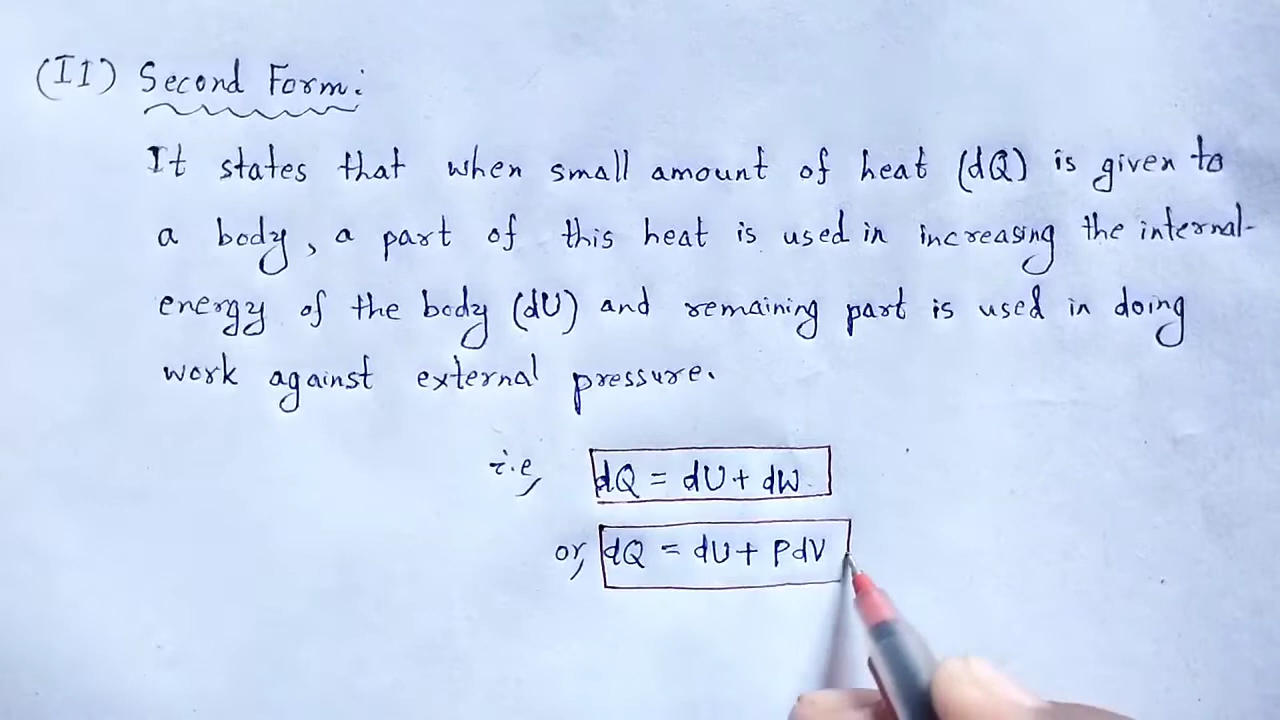 (II) Second Form:
It states that when small amount of heat (dQ) is given to
a body, a part of this heat is used in increasing the internal-
energy of the body (dU) and remaining part is used in doing
work against external pressure.
i.e, dQ = dU + dW.
or, dQ = dU + PdV